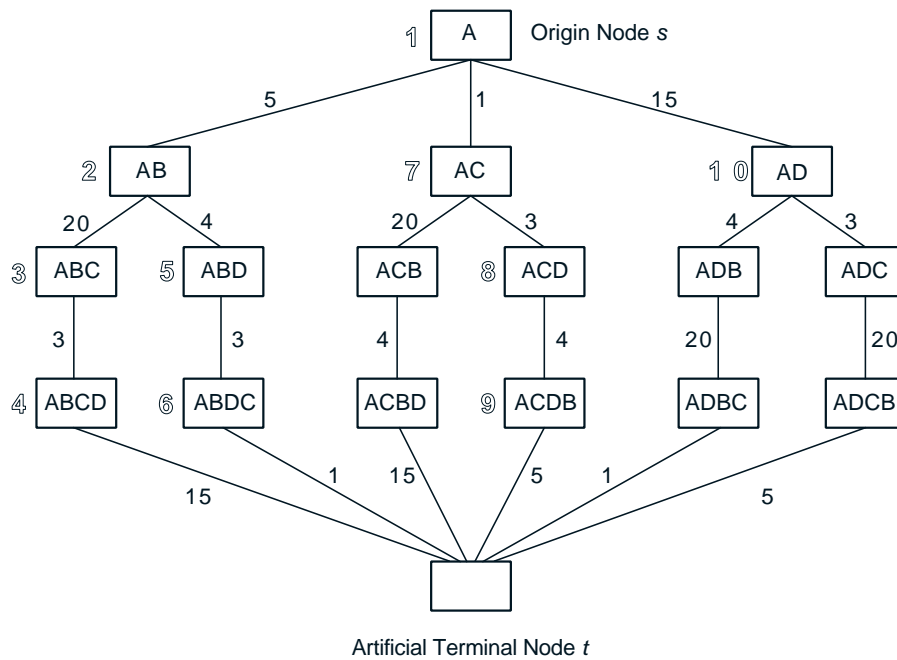 1 A Origin Node s
5 1 15
2 AB 7 AC 1 0 AD
20 4 20 3 4 3
3 ABC 5 ABD ACB 8 ACD ADB ADC
3 3 4 4 20 20
4 ABCD 6 ABDC ACBD 9 ACDB ADBC ADCB
15 1 15 5 1 5
Artificial Terminal Node t